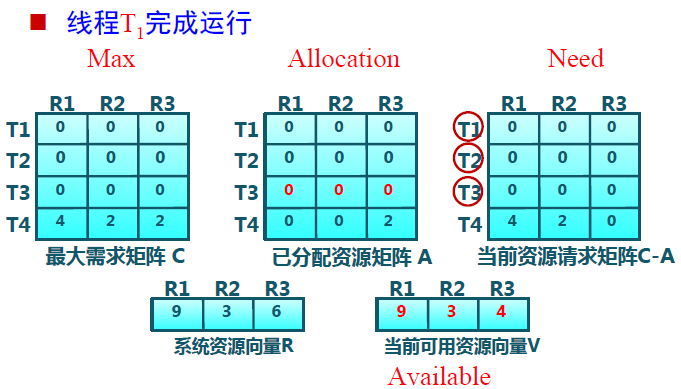 ■ 线程T1完成运行
Max Allocation Need
R1 R2 R3 R1 R2 R3 R1 R2 R3
T1 0 0 0 T1 0 0 0 T1 0 0 0
T2 0 0 0 T2 0 0 0 T2 0 0 0
T3 0 0 0 T3 0 0 0 T3 0 0 0
T4 4 2 2 T4 0 0 2 T4 4 2 0
最大需求矩阵 C 已分配资源矩阵 A 当前资源请求矩阵C-A
R1 R2 R3 R1 R2 R3
9 3 6 9 3 4
系统资源向量R 当前可用资源向量V
Available